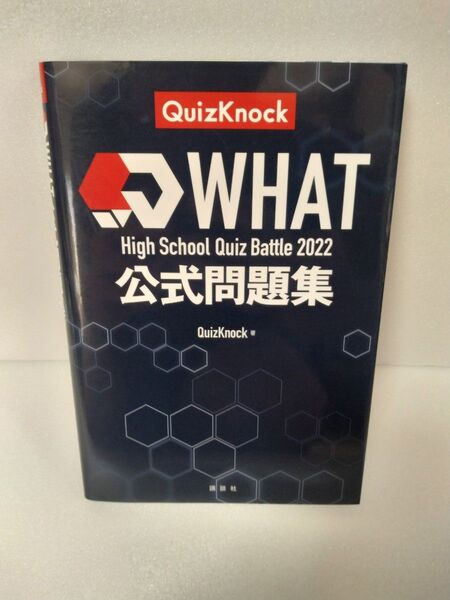 QuizKnock
WHAT
High School Quiz Battle 2022
公式問題集
QuizKnock 著
講談社